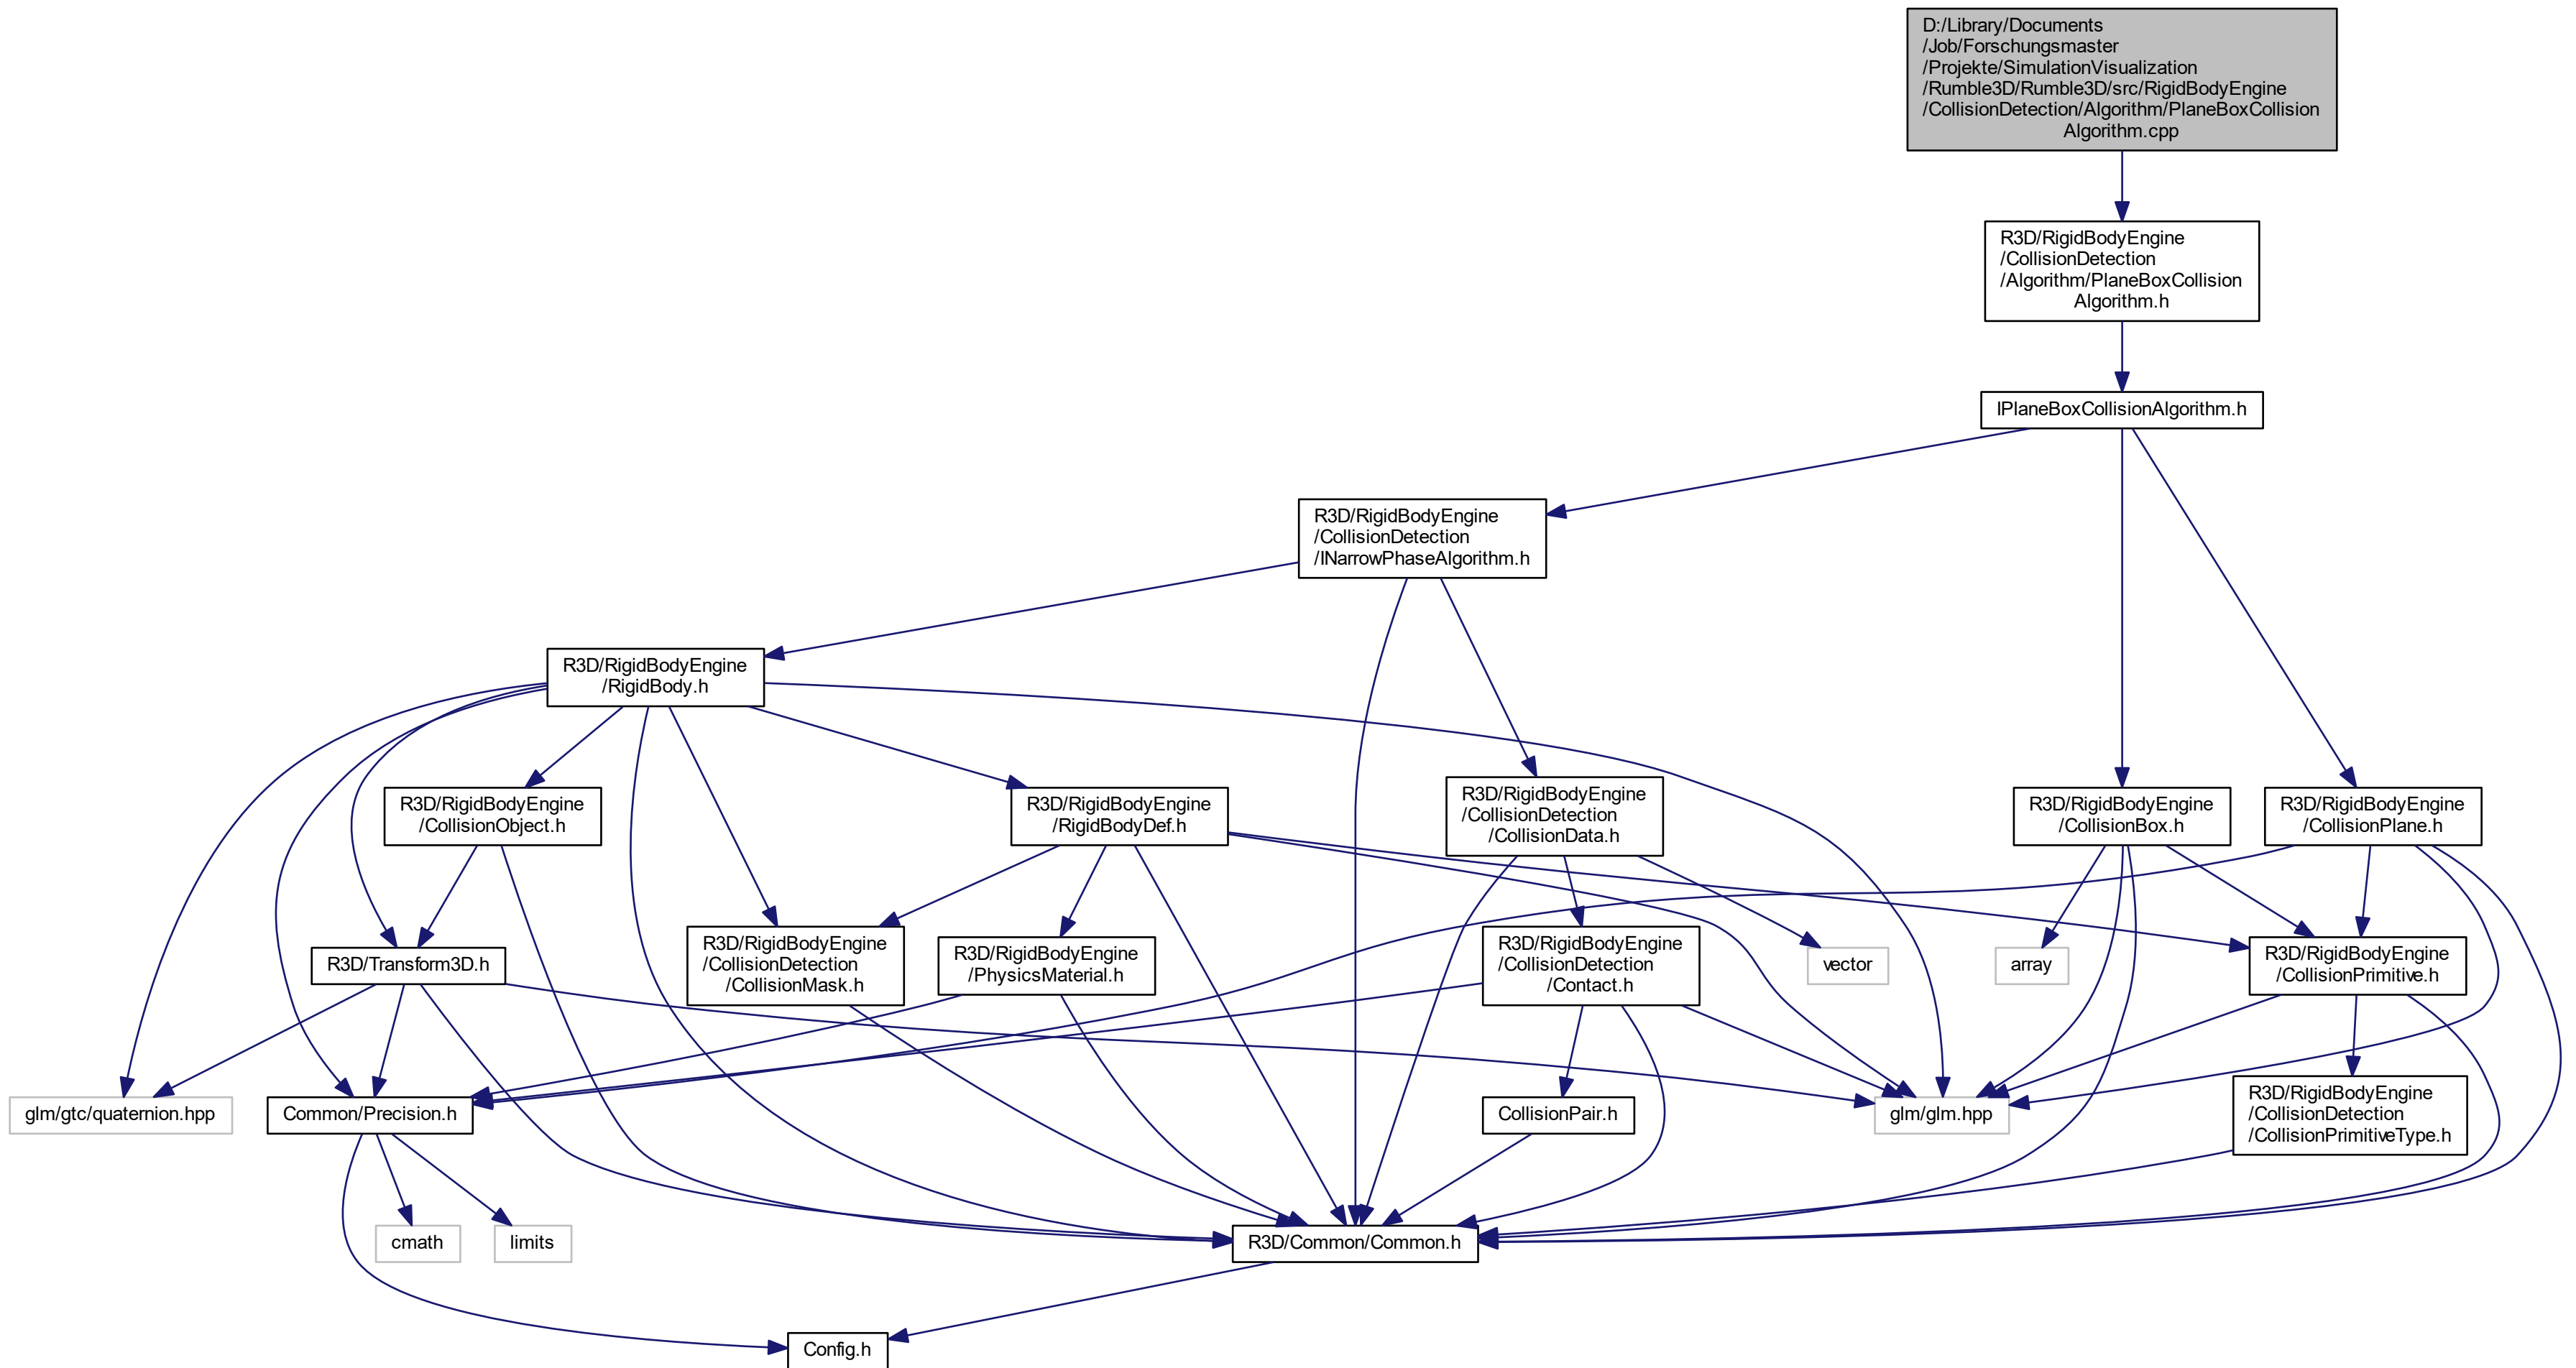 D:/Library/Documents
/Job/Forschungsmaster
/Projekte/SimulationVisualization
/Rumble3D/Rumble3D/src/RigidBodyEngine
/CollisionDetection/Algorithm/PlaneBoxCollision
Algorithm.cpp
R3D/RigidBodyEngine
/CollisionDetection
/Algorithm/PlaneBoxCollision
Algorithm.h
IPlaneBoxCollisionAlgorithm.h
R3D/RigidBodyEngine
/CollisionDetection
/INarrowPhaseAlgorithm.h
R3D/RigidBodyEngine
/RigidBody.h
R3D/RigidBodyEngine
/CollisionObject.h
R3D/RigidBodyEngine
/RigidBodyDef.h
R3D/RigidBodyEngine
/CollisionDetection
/CollisionData.h
R3D/RigidBodyEngine
/CollisionBox.h
R3D/RigidBodyEngine
/CollisionPlane.h
R3D/Transform3D.h
R3D/RigidBodyEngine
/CollisionDetection
/CollisionMask.h
R3D/RigidBodyEngine
/PhysicsMaterial.h
R3D/RigidBodyEngine
/CollisionDetection
/Contact.h
vector
array
R3D/RigidBodyEngine
/CollisionPrimitive.h
glm/gtc/quaternion.hpp
Common/Precision.h
CollisionPair.h
glm/glm.hpp
R3D/RigidBodyEngine
/CollisionDetection
/CollisionPrimitiveType.h
cmath
limits
R3D/Common/Common.h
Config.h